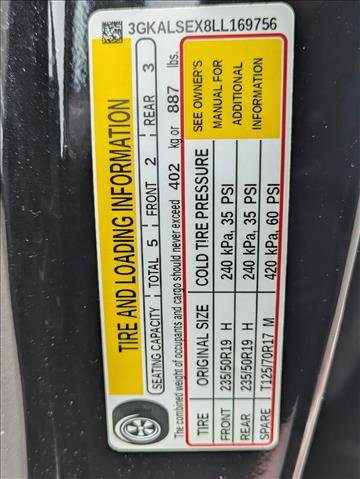 3GKALSEX8LL169756
TIRE AND LOADING INFORMATION
SEATING CAPACITY TOTAL 5 FRONT 2 REAR 3
The combined weight of occupants and cargo should never exceed 402 kg or 887 lbs.
TIRE ORIGINAL SIZE COLD TIRE PRESSURE
FRONT 235/50R19 H 240 kPa, 35 PSI
REAR 235/50R19 H 240 kPa, 35 PSI
SPARE T125/70R17 M 420 kPa, 60 PSI
SEE OWNER'S
MANUAL FOR
ADDITIONAL
INFORMATION